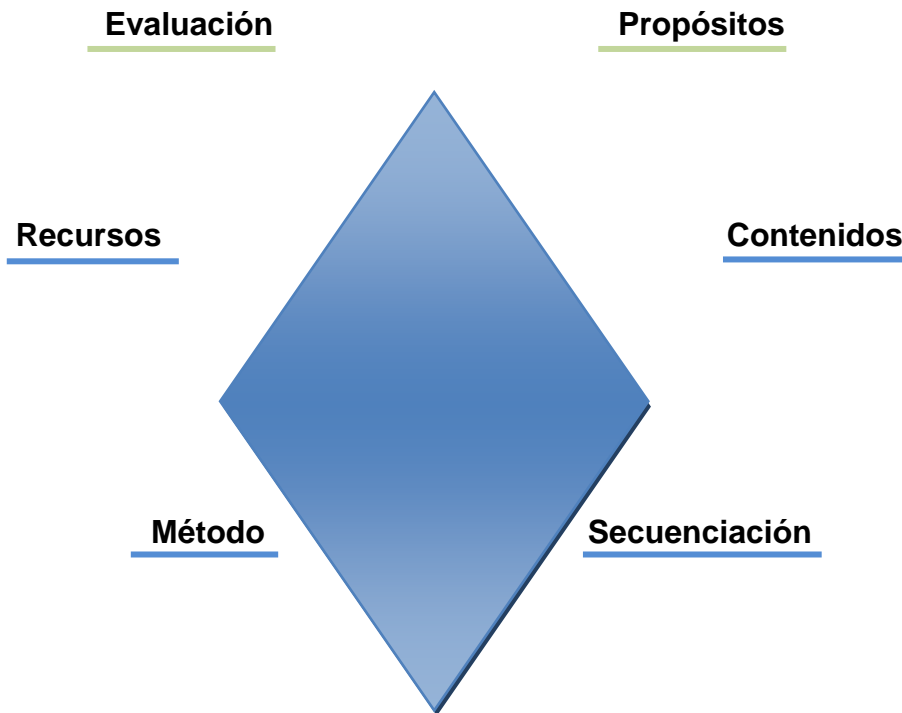 Evaluación
Propósitos
Recursos
Contenidos
Método
Secuenciación